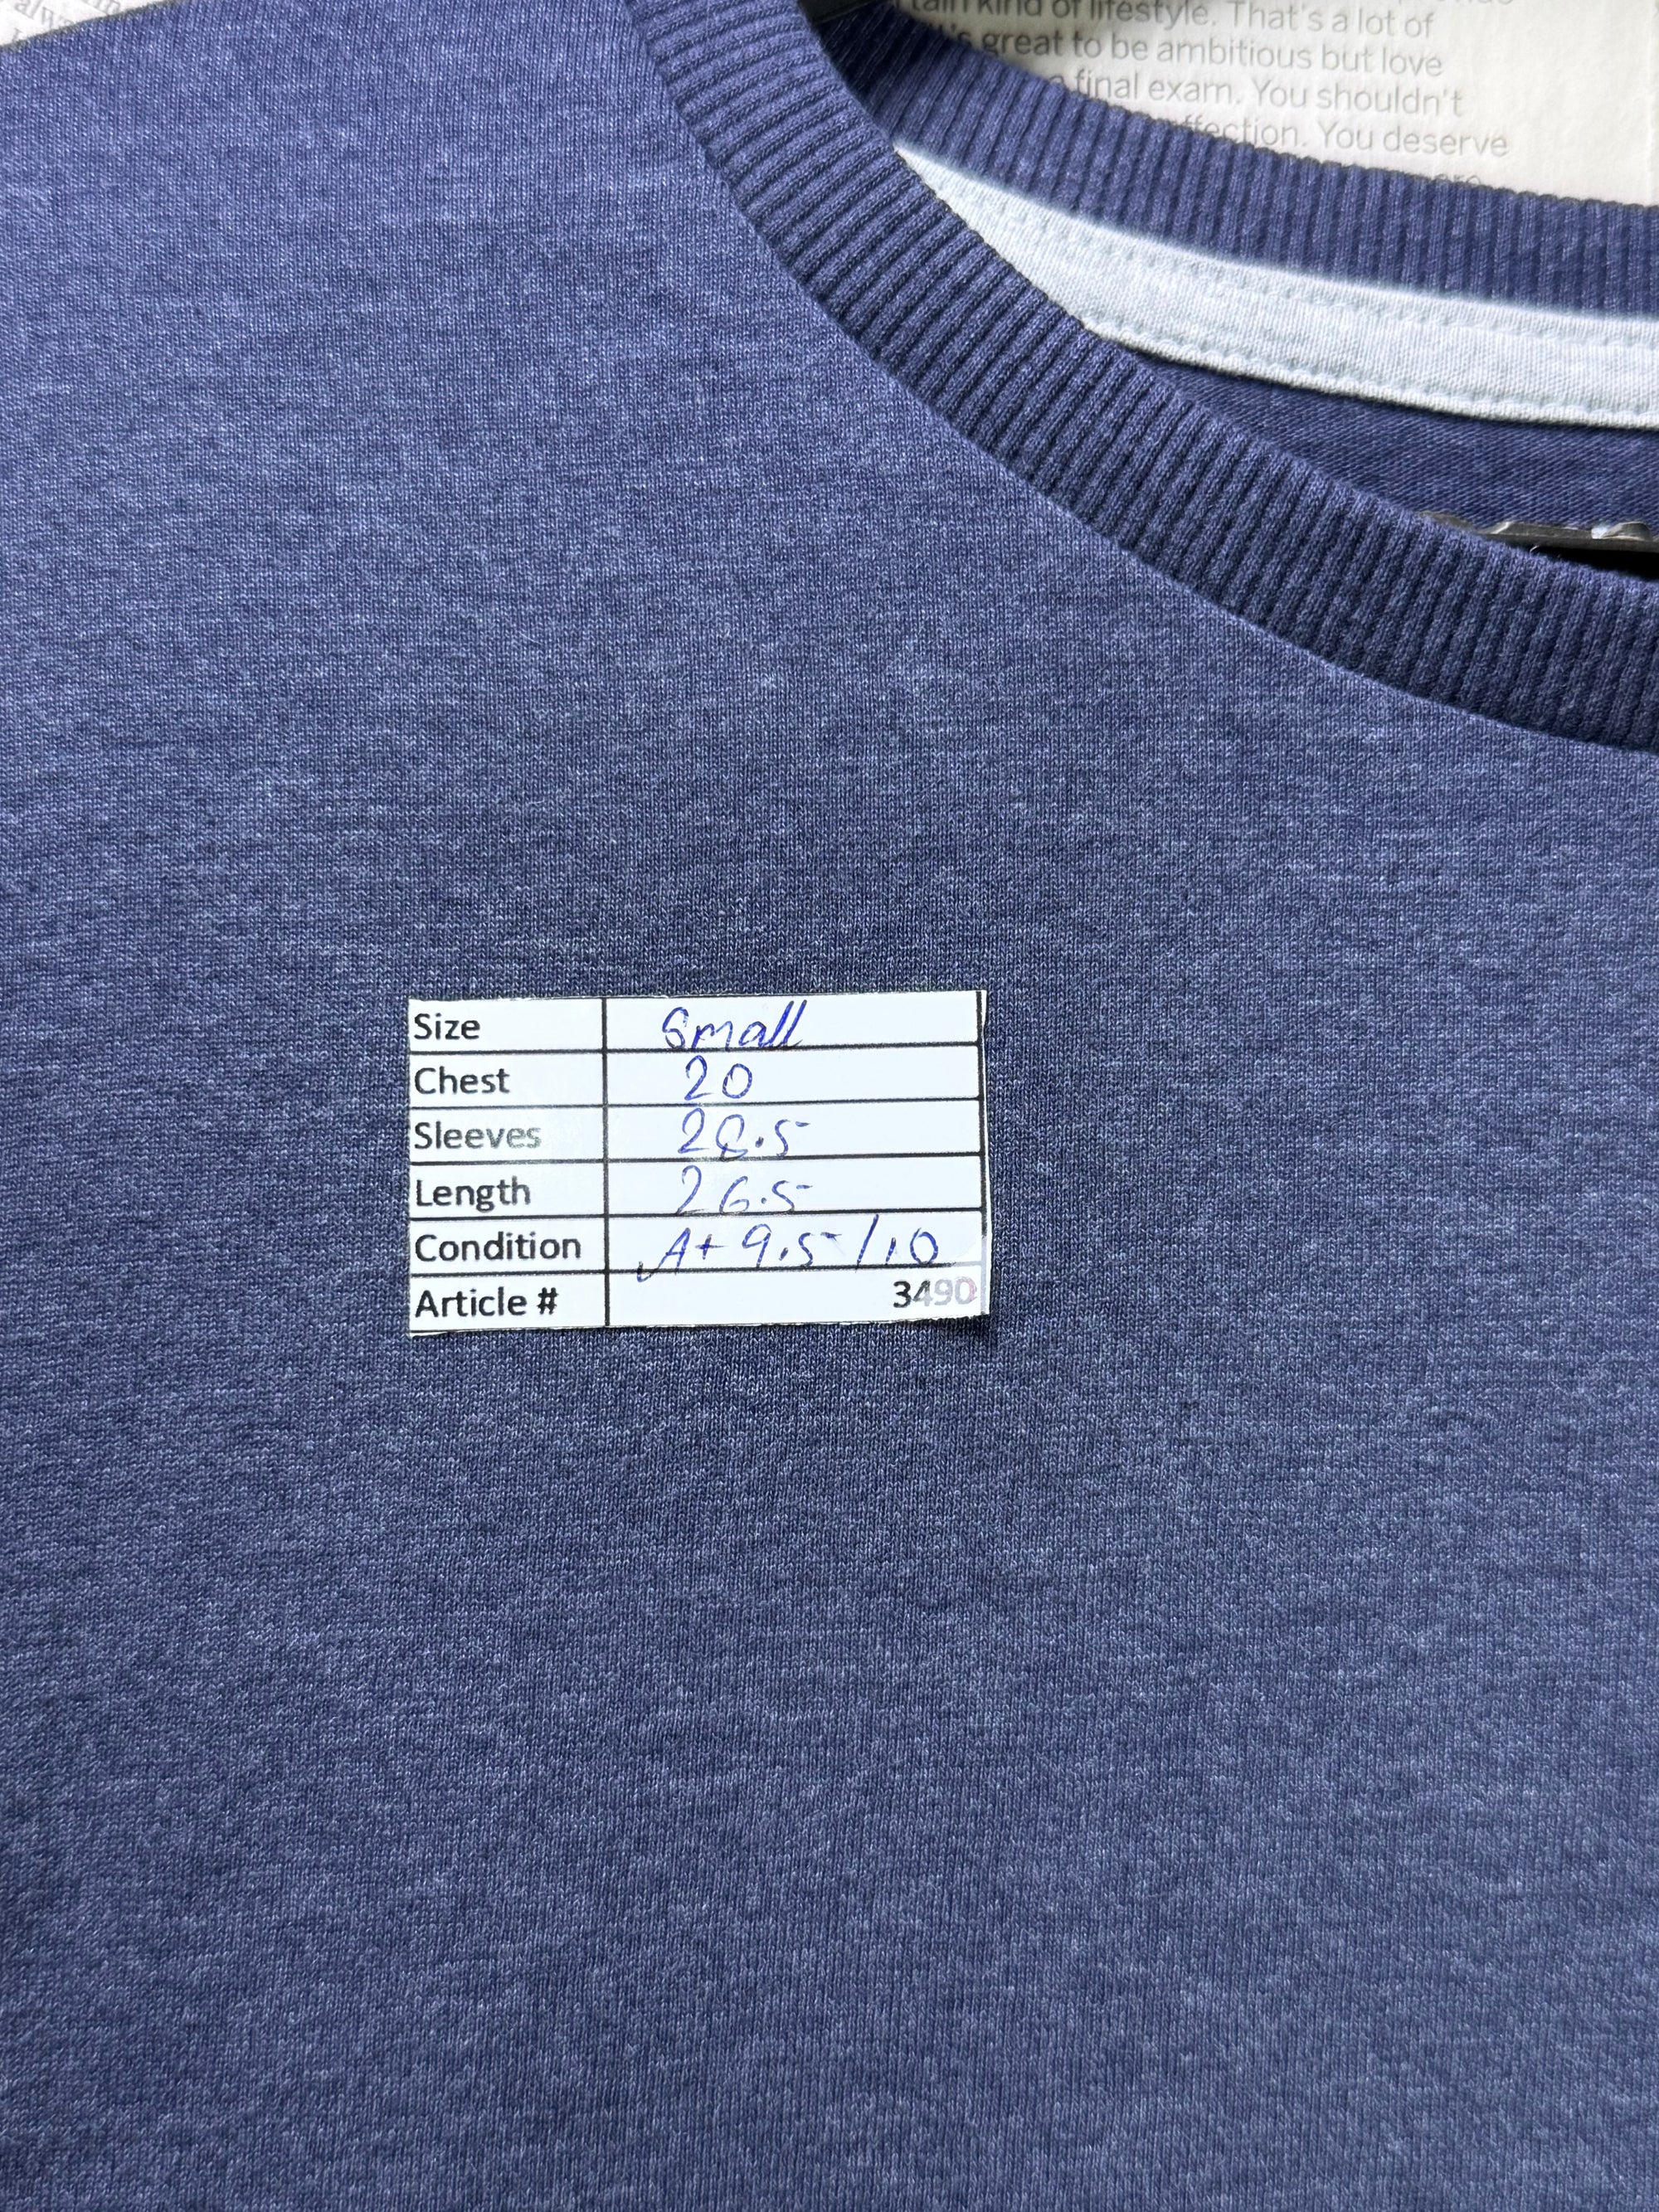 tain kind of lifestyle. That's a lot of
great to be ambitious but love
final exam. You shouldn't
ffection. You deserve
Size Small
Chest 20
Sleeves 28.5
Length 26.5
Condition A+ 9.5/10
Article # 3490